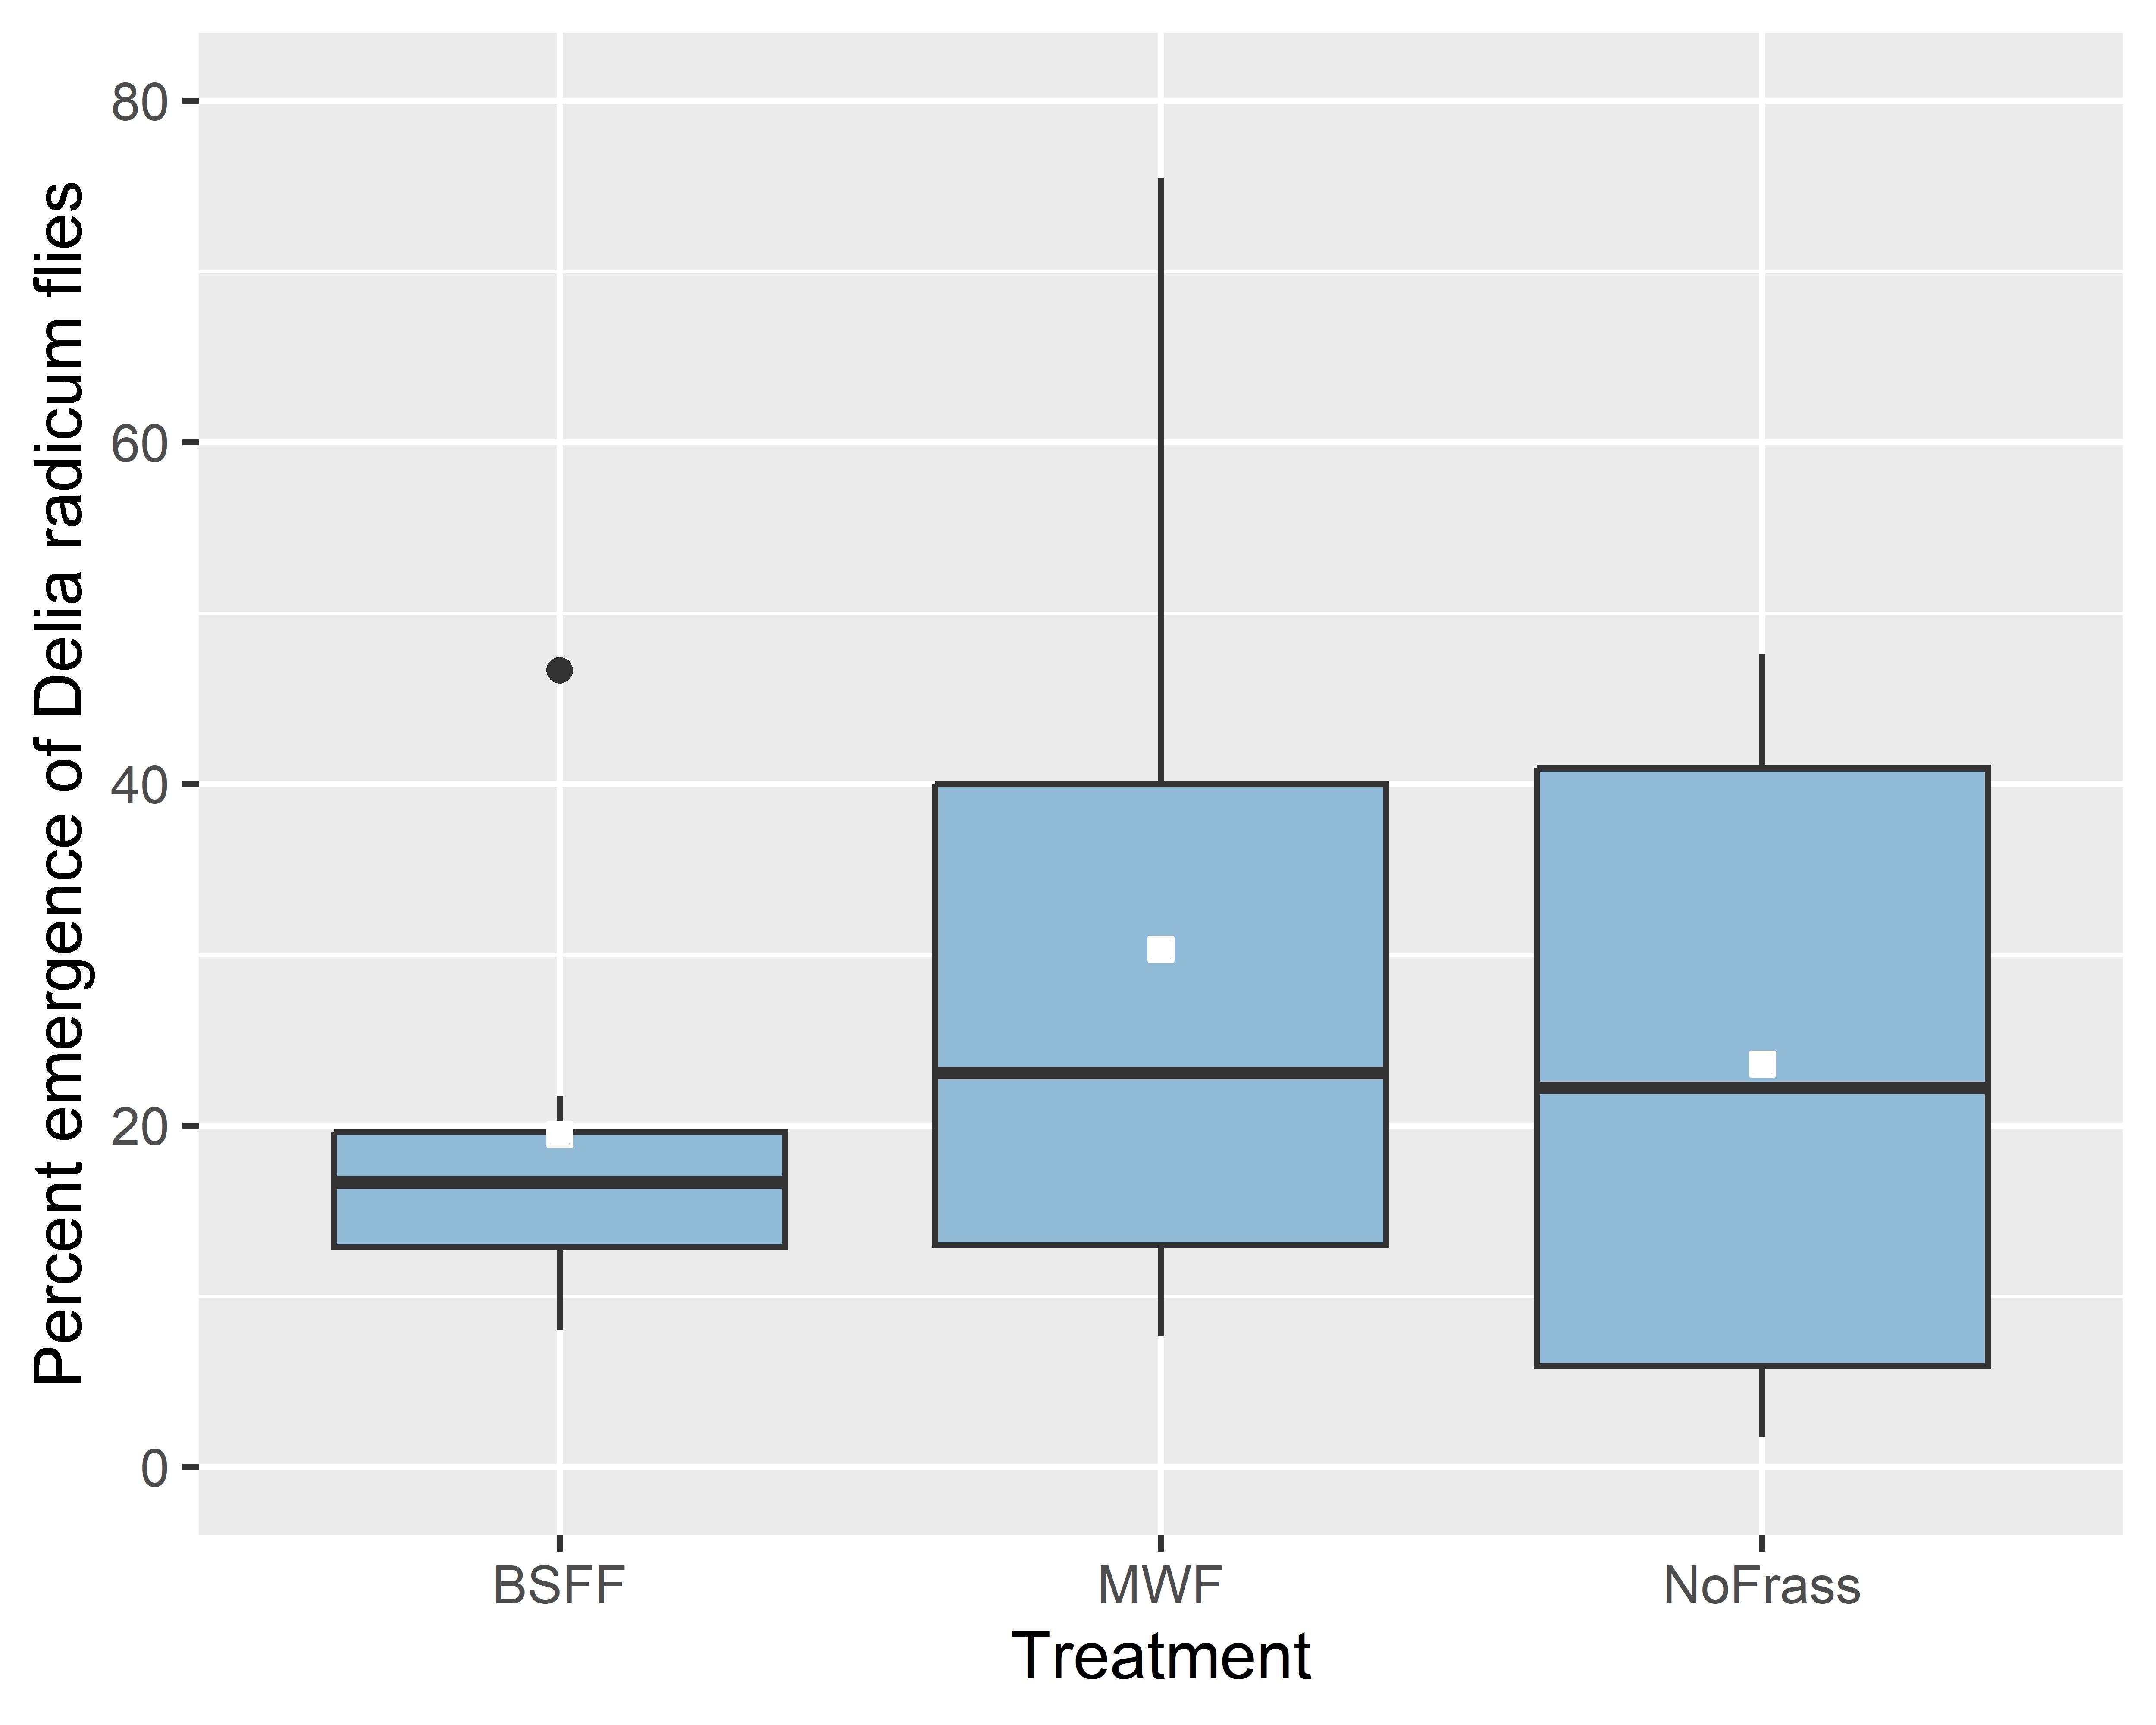 Percent emergence of Delia radicum flies
80
60
40
20
0
BSFF MWF NoFrass
Treatment